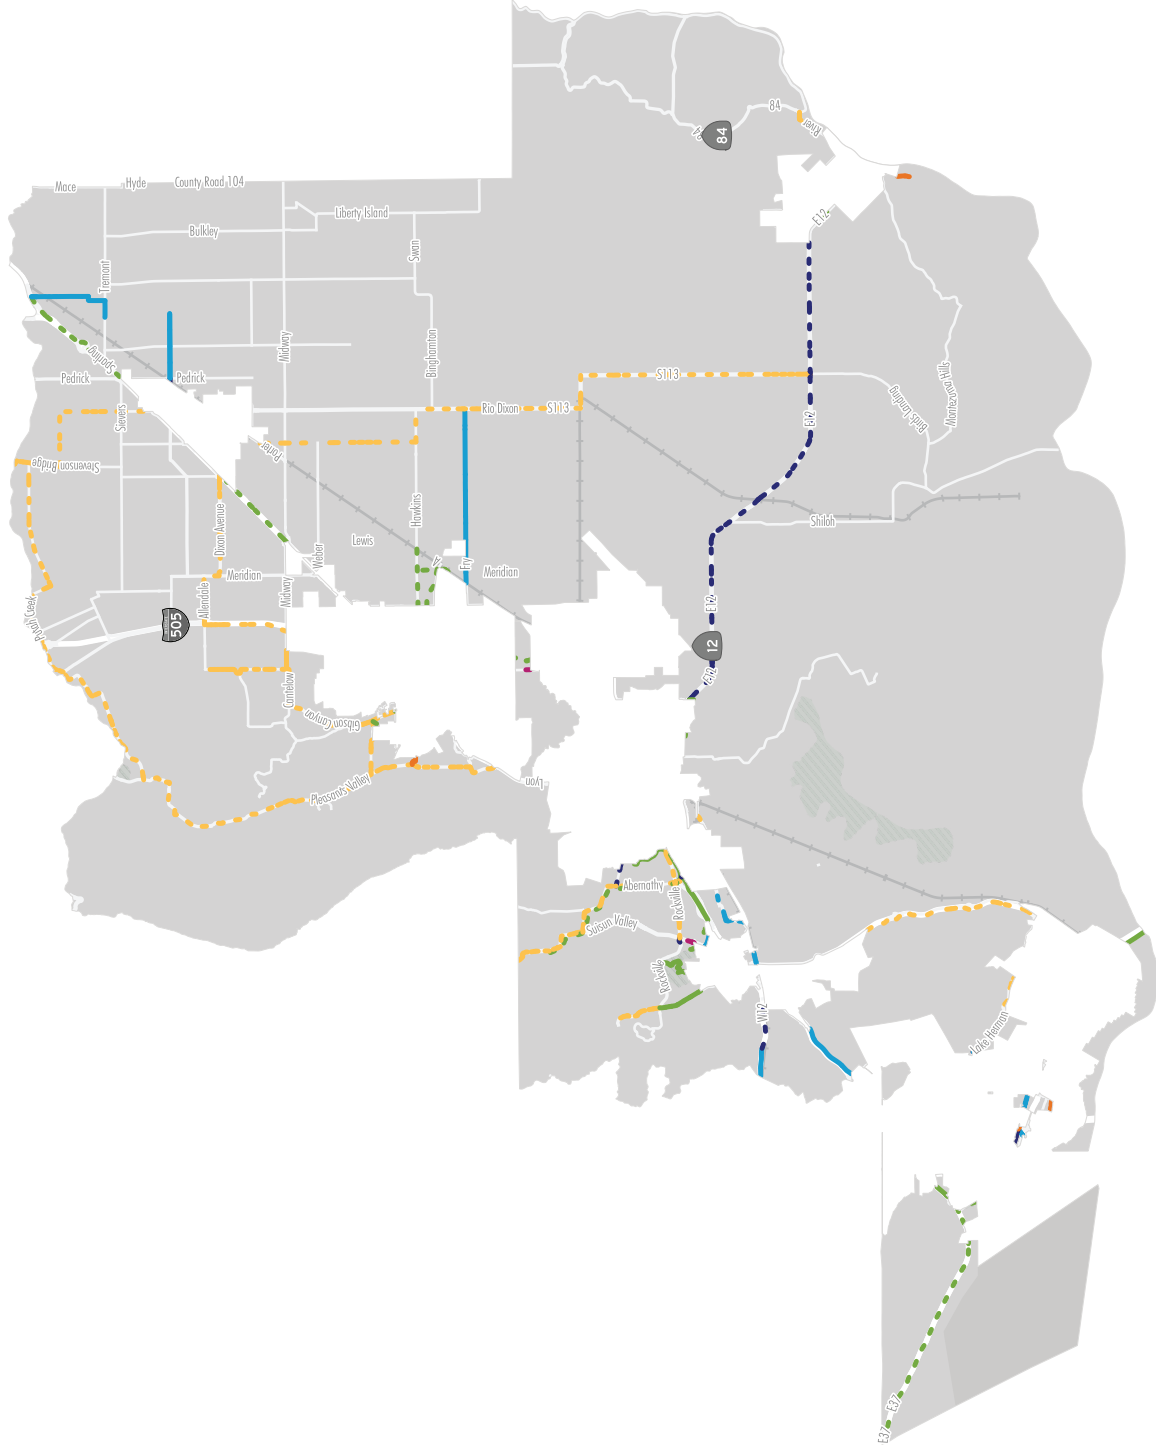 84
84
84
River
Mace
Hyde
County Road 104
Liberty Island
E12
Bulkley
Swan
Tremont
Midway
Binghamton
Sparling
Pedrick
Pedrick
S113
Rio Dixon
S113
Sievers
Birds Landing
Montezuma Hills
E12
Porter
Stevenson Bridge
Hawkins
Dixon Avenue
Shiloh
Lewis
Weber
A
Fry
Meridian
Meridian
Midway
Allendale
E12
Putah Creek
505
12
E12
Cantelow
Gibson Canyon
Pleasants Valley
Lyon
Abernathy
Rockville
Suisun Valley
Rockville
W12
Lake Herman
E37
E37